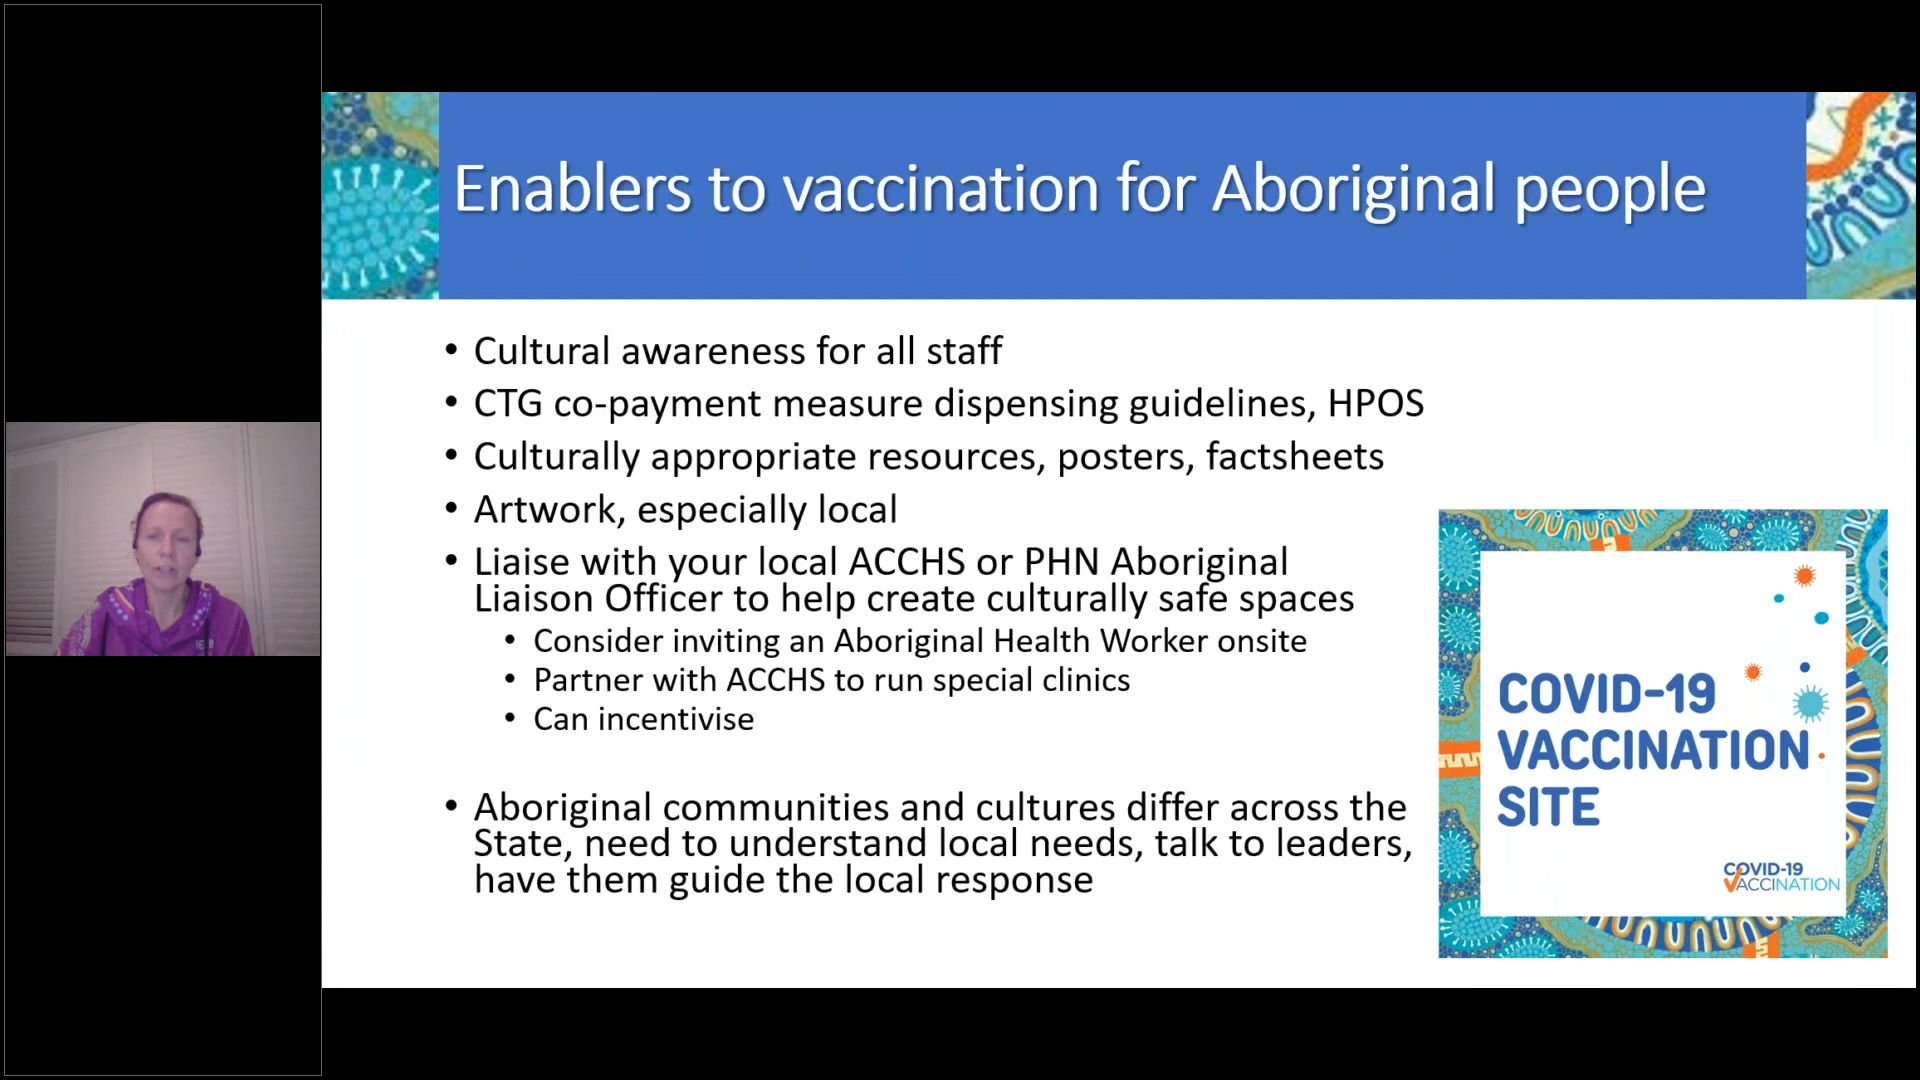 Enablers to vaccination for Aboriginal people
• Cultural awareness for all staff
• CTG co-payment measure dispensing guidelines, HPOS
• Culturally appropriate resources, posters, factsheets
• Artwork, especially local
• Liaise with your local ACCHS or PHN Aboriginal
Liaison Officer to help create culturally safe spaces
• Consider inviting an Aboriginal Health Worker onsite
• Partner with ACCHS to run special clinics
• Can incentivise
• Aboriginal communities and cultures differ across the
State, need to understand local needs, talk to leaders,
have them guide the local response
COVID-19
VACCINATION
SITE
COVID-19
VACCINATION